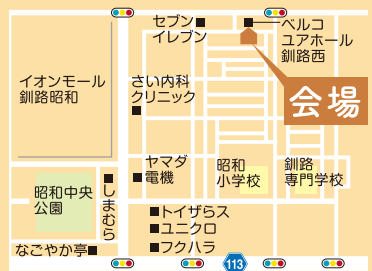 セブン
イレブン
ベルコ
ユアホール
釧路西
イオンモール
釧路昭和
さい内科
クリニック
会場
ヤマダ
電機
昭和
小学校
釧路
専門学校
昭和中央
公園
しまむら
トイザらス
ユニクロ
フクハラ
なごやか亭
113